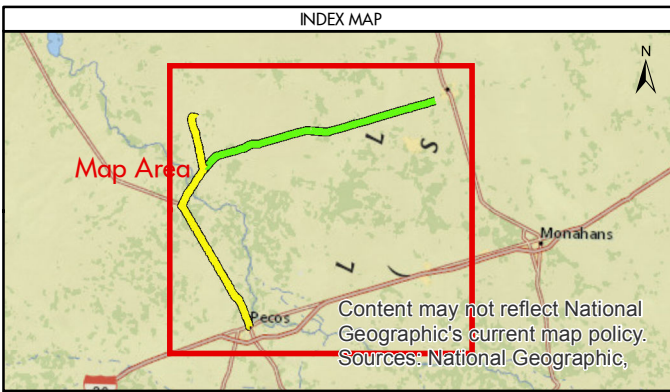 INDEX MAP
N
Map Area
S
L
Monahans
L
Pecos
Content may not reflect National
Geographic's current map policy.
Sources: National Geographic,